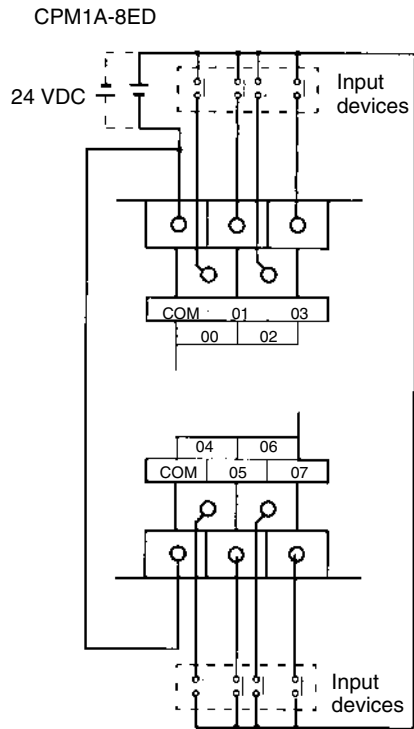 CPM1A-8ED
24 VDC
Input
devices
COM 01 03
00 02
04 06
COM 05 07
Input
devices